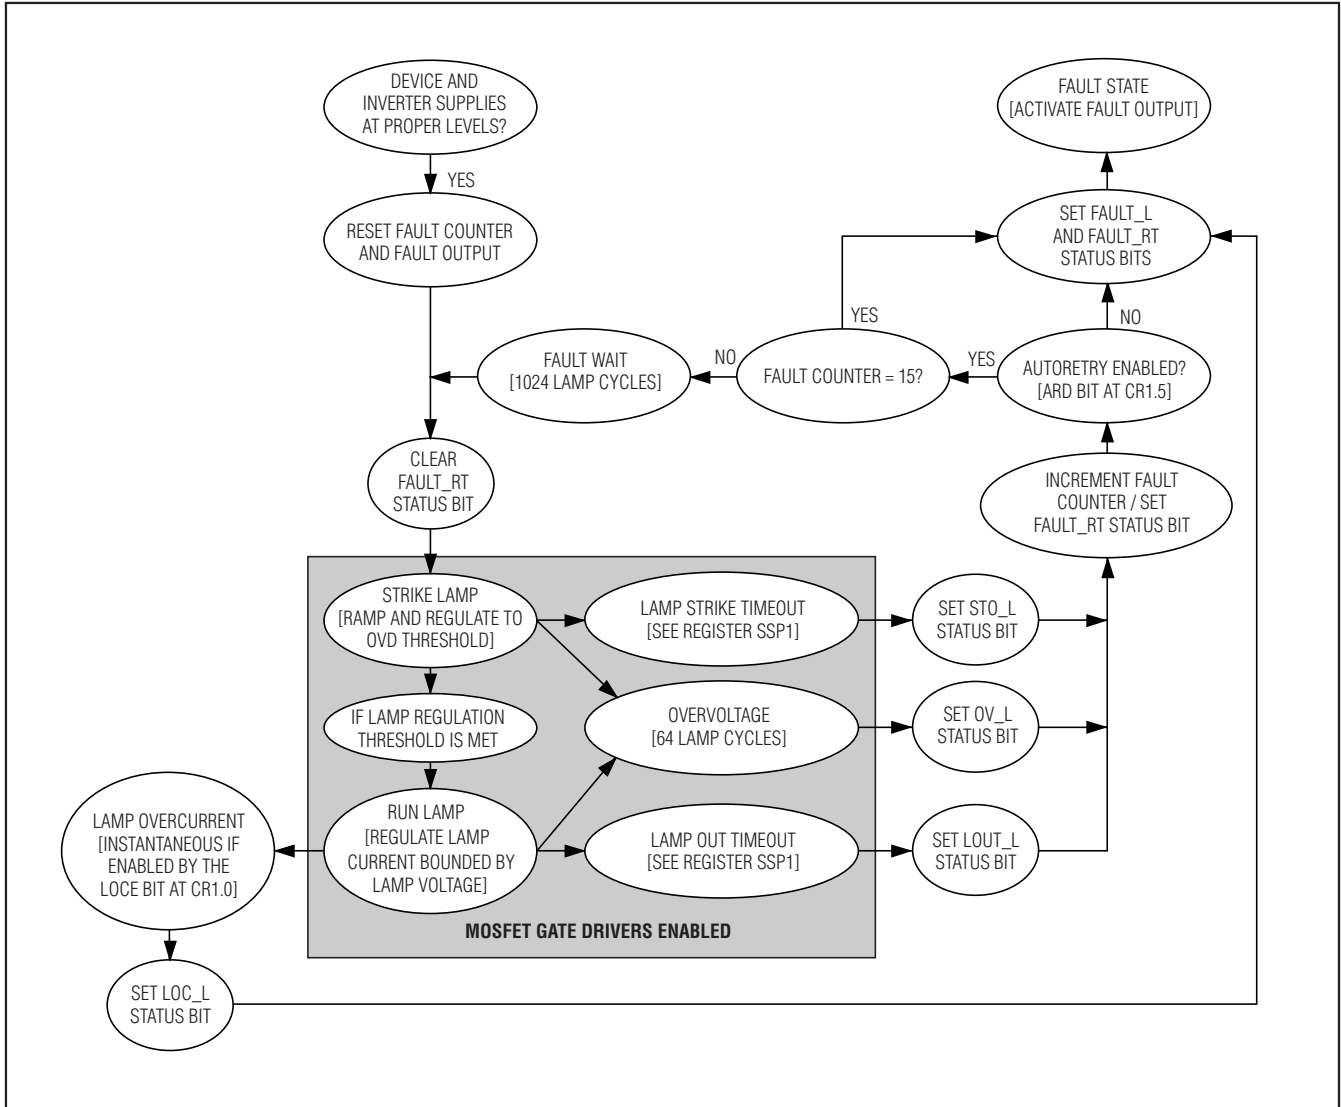 DEVICE AND
INVERTER SUPPLIES
AT PROPER LEVELS?
YES
RESET FAULT COUNTER
AND FAULT OUTPUT
FAULT STATE
[ACTIVATE FAULT OUTPUT]
SET FAULT_L
AND FAULT_RT
STATUS BITS
NO
AUTORETRY ENABLED?
[ARD BIT AT CR1.5]
YES
FAULT COUNTER = 15?
YES
NO
FAULT WAIT
[1024 LAMP CYCLES]
CLEAR
FAULT_RT
STATUS BIT
INCREMENT FAULT
COUNTER / SET
FAULT_RT STATUS BIT
STRIKE LAMP
[RAMP AND REGULATE TO
OVD THRESHOLD]
LAMP STRIKE TIMEOUT
[SEE REGISTER SSP1]
SET STO_L
STATUS BIT
IF LAMP REGULATION
THRESHOLD IS MET
OVERVOLTAGE
[64 LAMP CYCLES]
SET OV_L
STATUS BIT
RUN LAMP
[REGULATE LAMP
CURRENT BOUNDED BY
LAMP VOLTAGE]
LAMP OUT TIMEOUT
[SEE REGISTER SSP1]
SET LOUT_L
STATUS BIT
LAMP OVERCURRENT
[INSTANTANEOUS IF
ENABLED BY THE
LOCE BIT AT CR1.0]
MOSFET GATE DRIVERS ENABLED
SET LOC_L
STATUS BIT